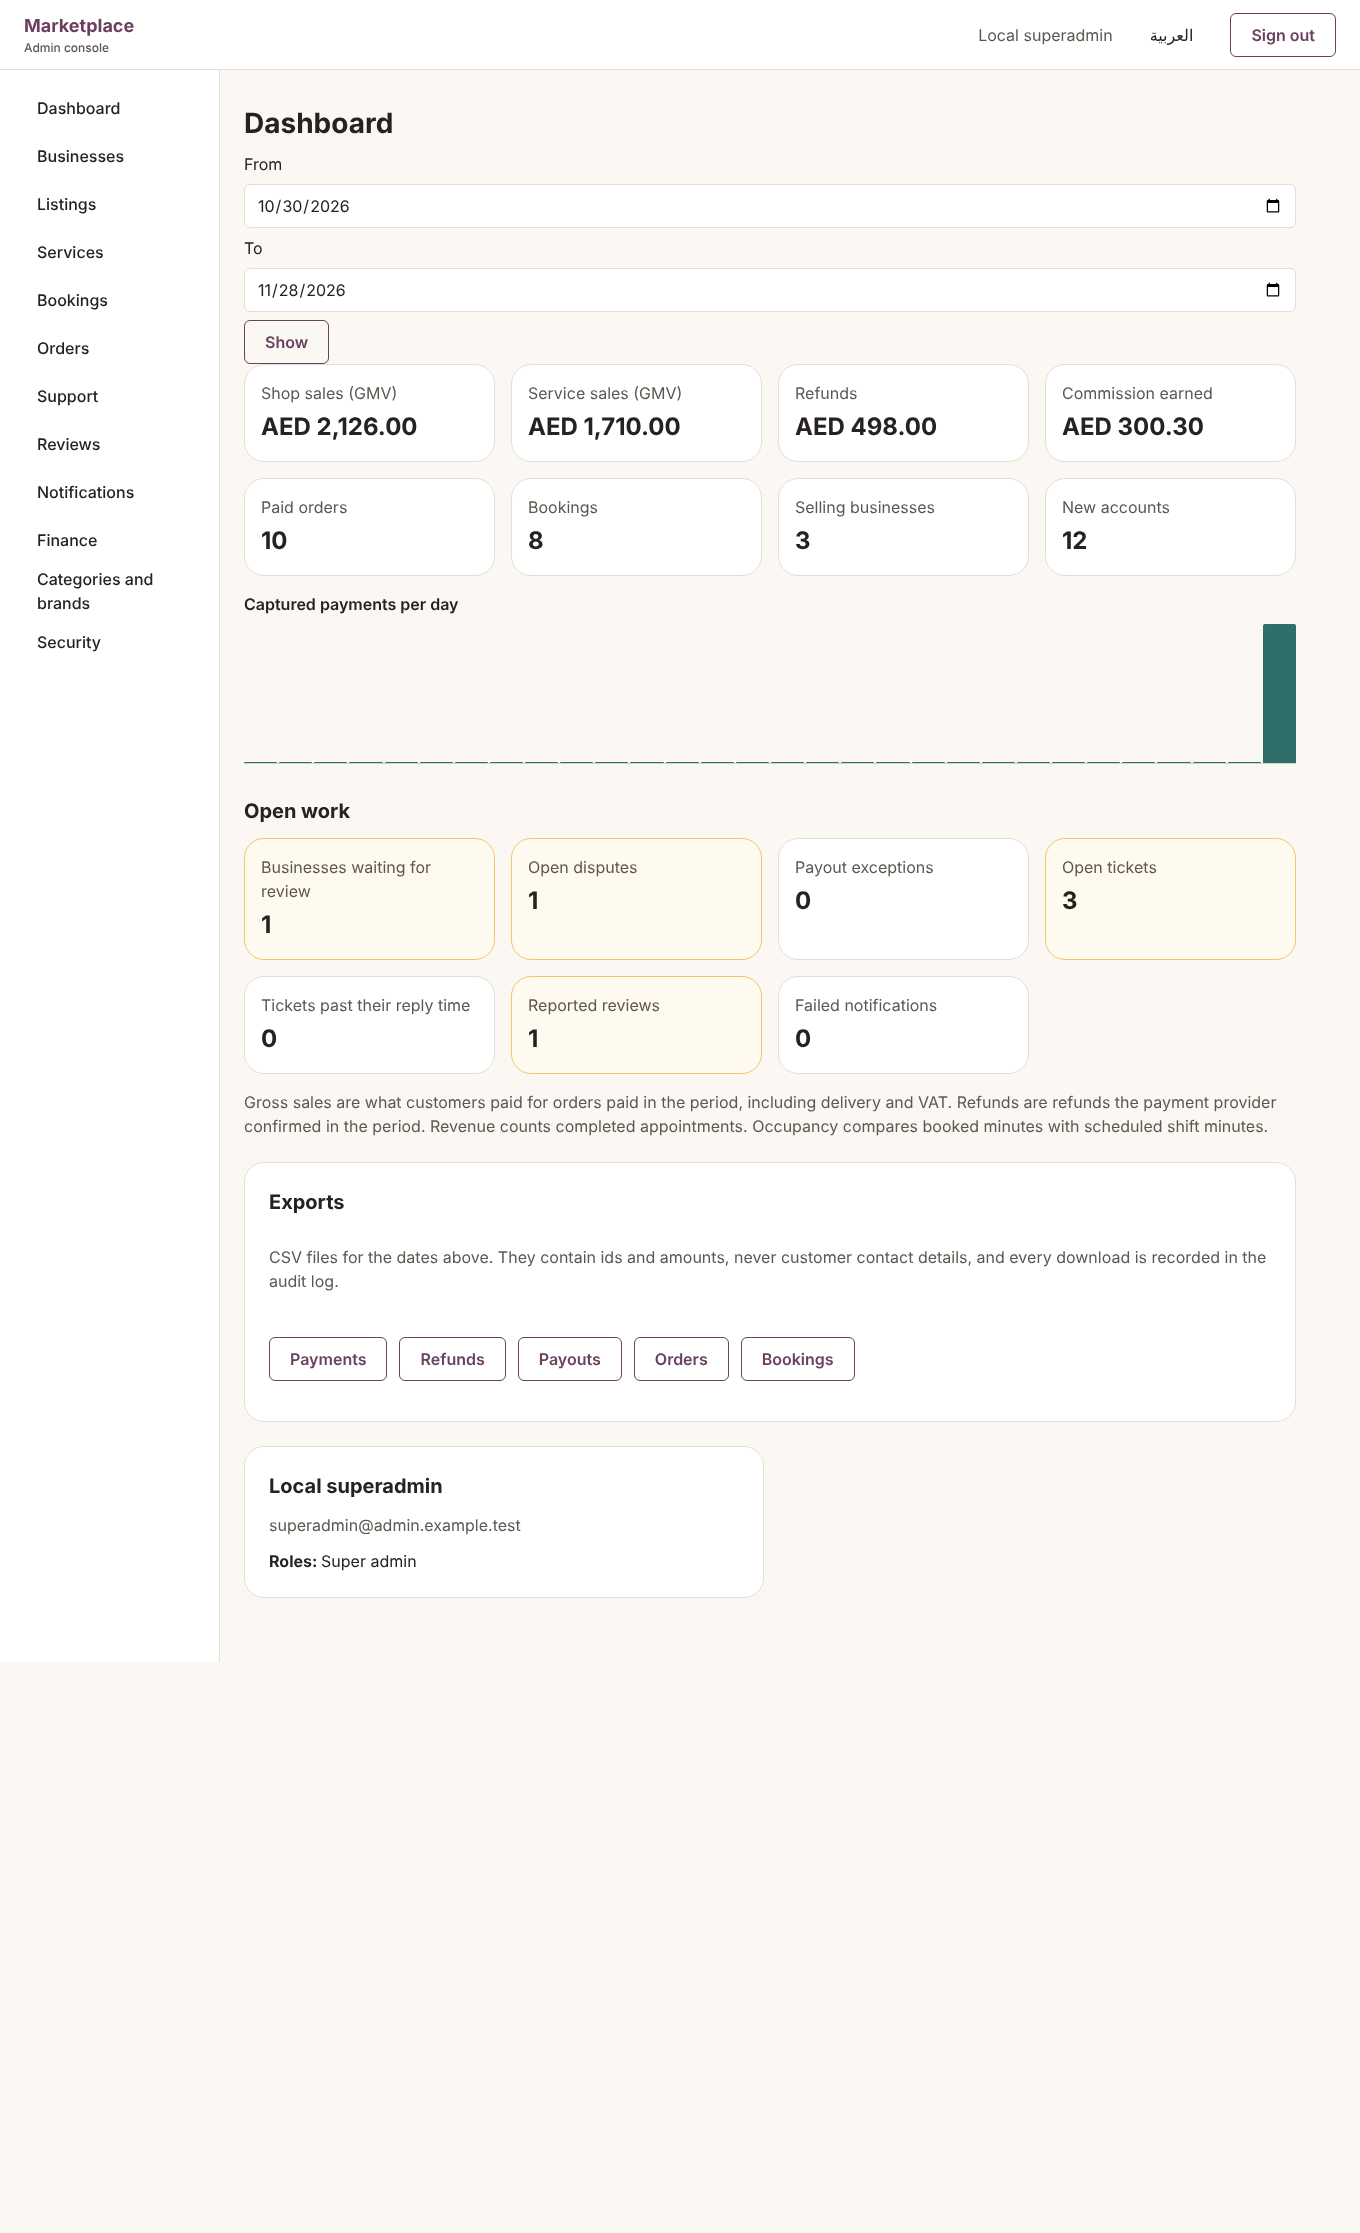 Marketplace
Admin console
Local superadmin
العربية
Sign out
Dashboard
Businesses
Listings
Services
Bookings
Orders
Support
Reviews
Notifications
Finance
Categories and
brands
Security
Dashboard
From
10/30/2026
To
11/28/2026
Show
Shop sales (GMV)
AED 2,126.00
Service sales (GMV)
AED 1,710.00
Refunds
AED 498.00
Commission earned
AED 300.30
Paid orders
10
Bookings
8
Selling businesses
3
New accounts
12
Captured payments per day
Open work
Businesses waiting for
review
1
Open disputes
1
Payout exceptions
0
Open tickets
3
Tickets past their reply time
0
Reported reviews
1
Failed notifications
0
Gross sales are what customers paid for orders paid in the period, including delivery and VAT. Refunds are refunds the payment provider
confirmed in the period. Revenue counts completed appointments. Occupancy compares booked minutes with scheduled shift minutes.
Exports
CSV files for the dates above. They contain ids and amounts, never customer contact details, and every download is recorded in the
audit log.
Payments
Refunds
Payouts
Orders
Bookings
Local superadmin
superadmin@admin.example.test
Roles: Super admin